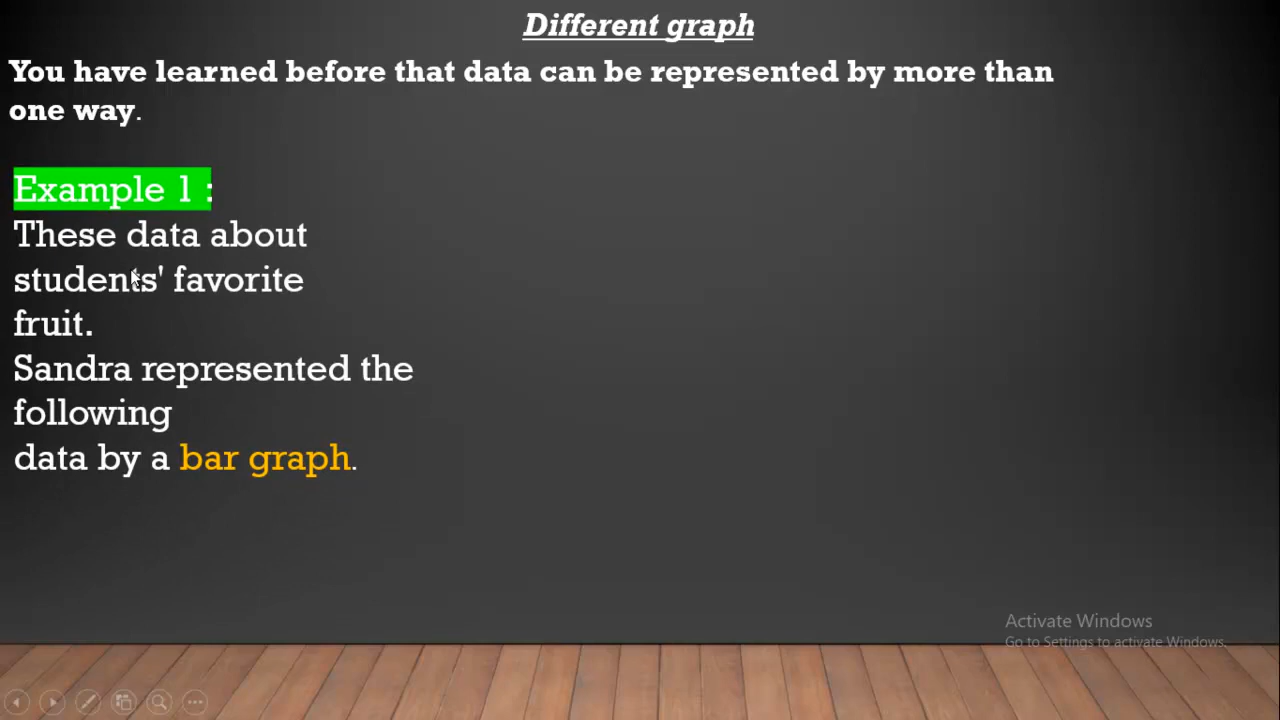 Different graph
You have learned before that data can be represented by more than
one way.
Example 1 :
These data about
students' favorite
fruit.
Sandra represented the
following
data by a bar graph.
Activate Windows
Go to Settings to activate Windows.